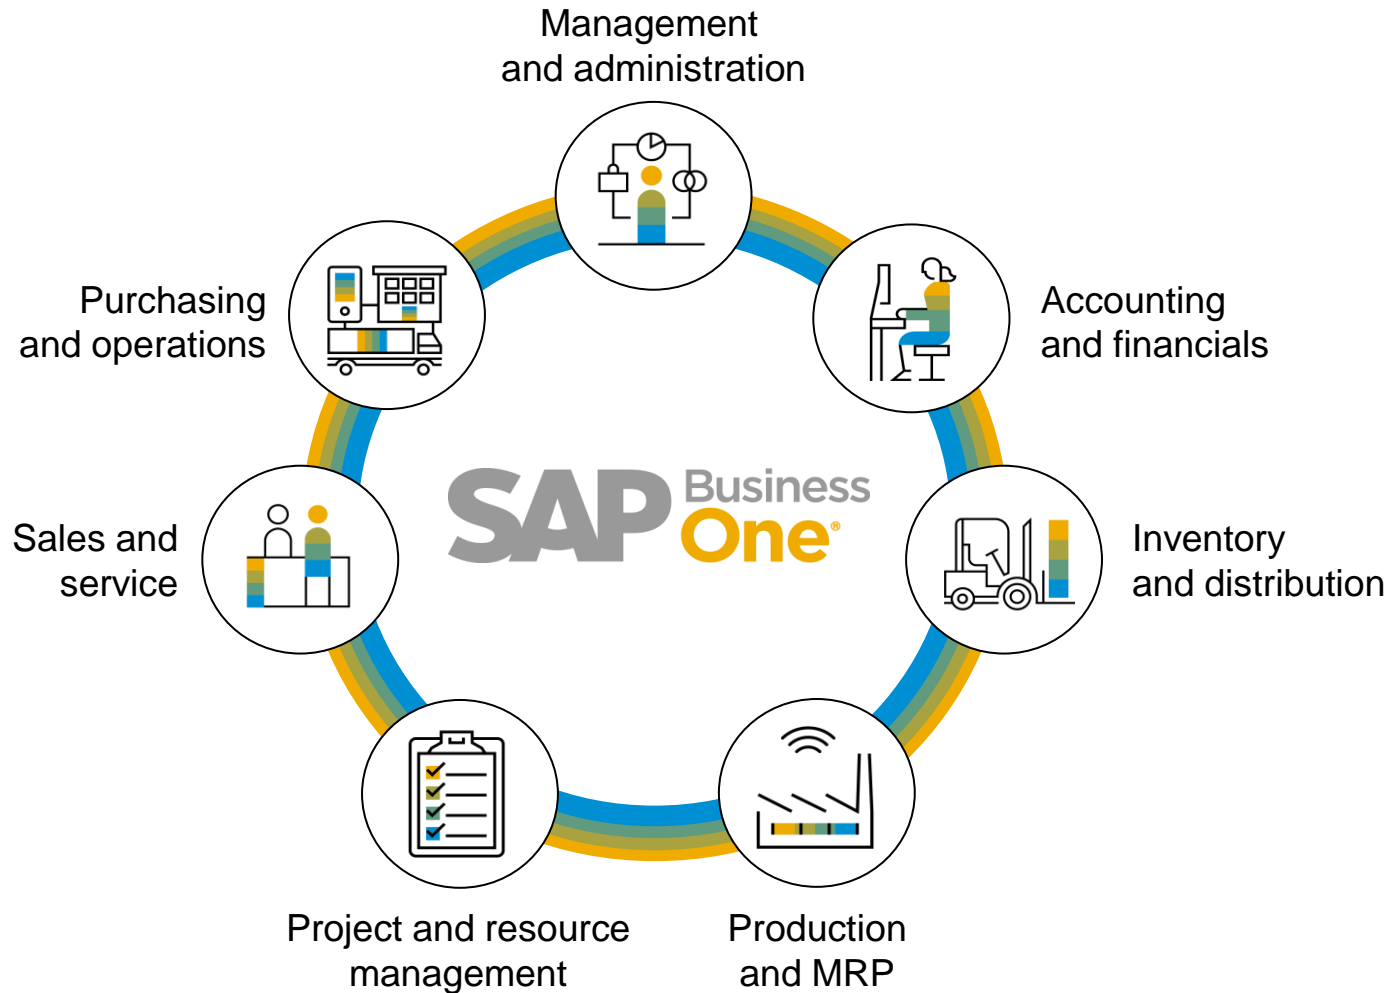 Management
and administration
Purchasing
and operations
Accounting
and financials
SAP Business
One®
Sales and
service
Inventory
and distribution
Project and resource
management
Production
and MRP